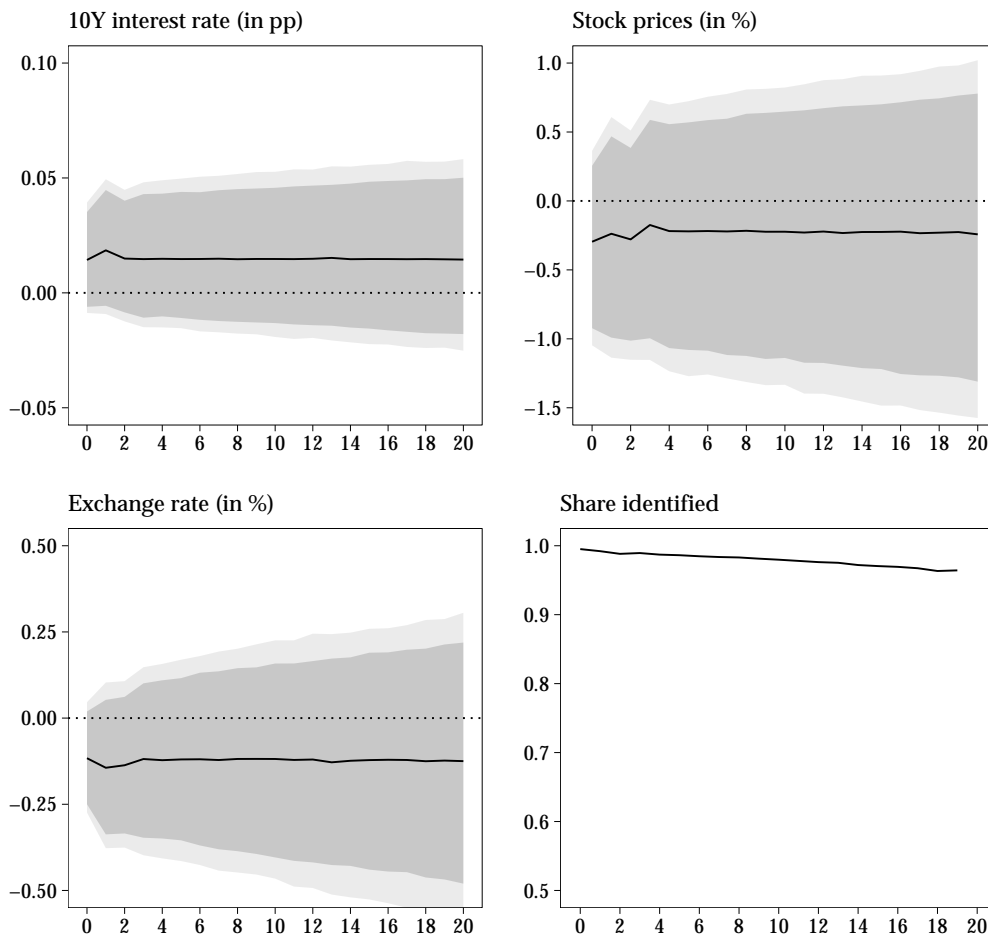 10Y interest rate (in pp)
0.10
0.05
0.00
−0.05
0 2 4 6 8 10 12 14 16 18 20
Stock prices (in %)
1.0
0.5
0.0
−0.5
−1.0
−1.5
0 2 4 6 8 10 12 14 16 18 20
Exchange rate (in %)
0.50
0.25
0.00
−0.25
−0.50
0 2 4 6 8 10 12 14 16 18 20
Share identified
1.0
0.9
0.8
0.7
0.6
0.5
0 2 4 6 8 10 12 14 16 18 20